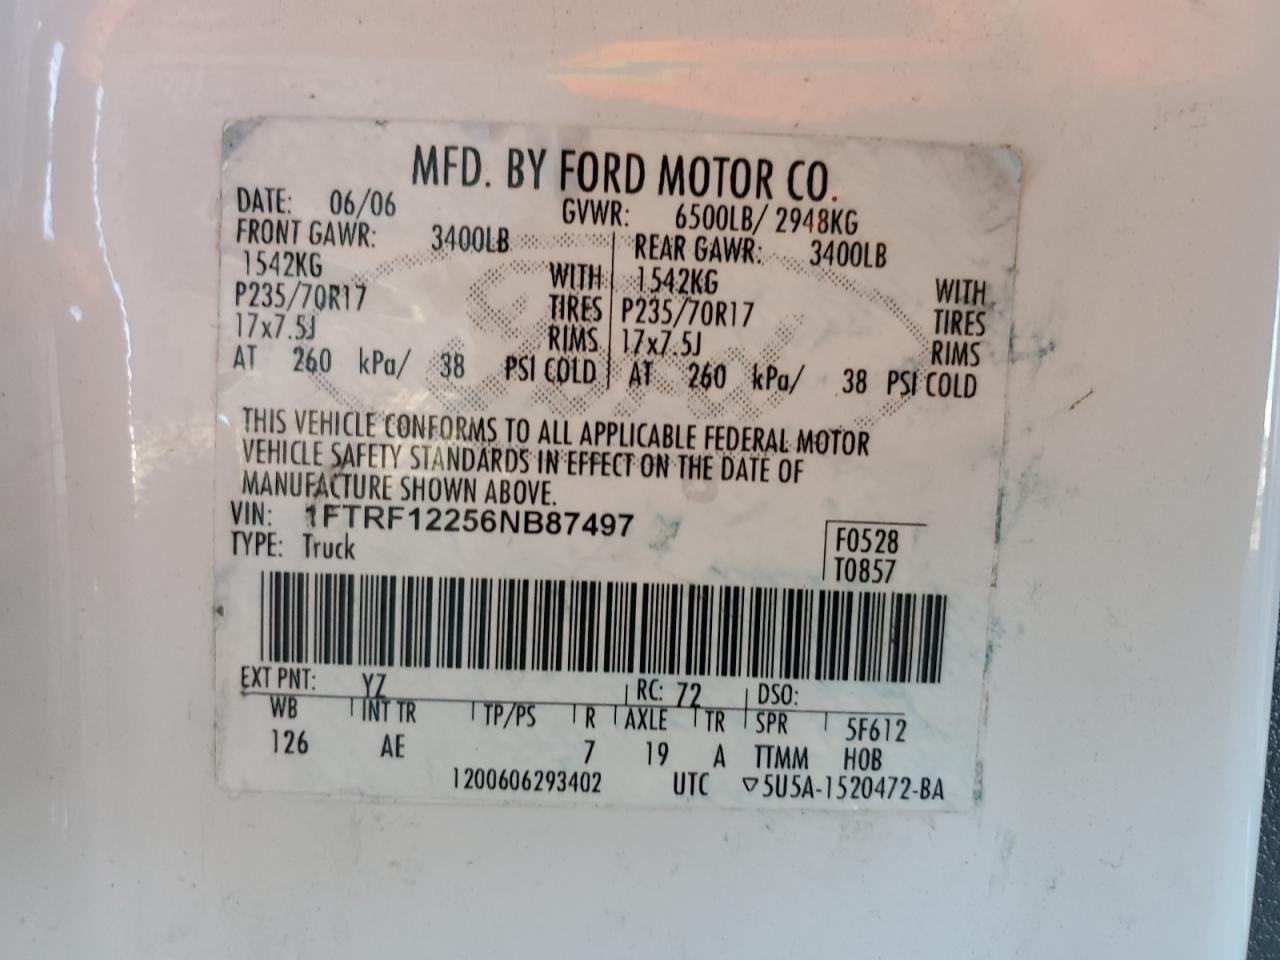 MFD. BY FORD MOTOR CO.
DATE: 06/06 GVWR: 6500LB/ 2948KG
FRONT GAWR: 3400LB REAR GAWR: 3400LB
1542KG WITH 1542KG WITH
P235/70R17 TIRES P235/70R17 TIRES
17x7.5J RIMS 17x7.5J RIMS
AT 260 kPa/ 38 PSI COLD AT 260 kPa/ 38 PSI COLD
THIS VEHICLE CONFORMS TO ALL APPLICABLE FEDERAL MOTOR
VEHICLE SAFETY STANDARDS IN EFFECT ON THE DATE OF
MANUFACTURE SHOWN ABOVE.
VIN: 1FTRF12256NB87497
TYPE: Truck
F0528
T0857
EXT PNT: YZ RC: 72 DSO:
WB INT TR TP/PS R AXLE TR SPR 5F612
126 AE 7 19 A TTMM HOB
1200606293402 UTC ▽5U5A-1520472-BA